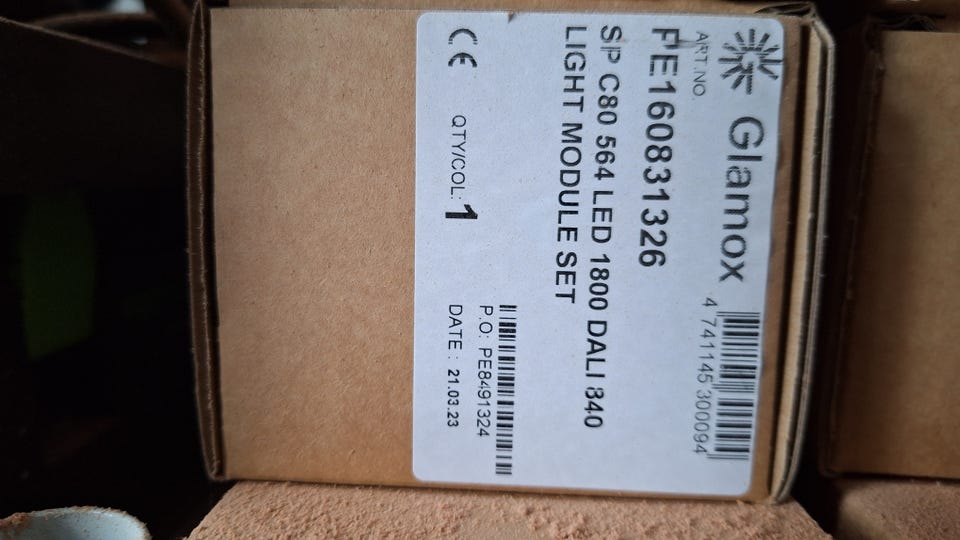 Glamox
4 741145 300094
ART.NO.
FE160831326
SP C80 564 LED 1800 DALI 840
LIGHT MODULE SET
CE QTY/COL: 1
P.O: PE8491324
DATE : 21.03.23